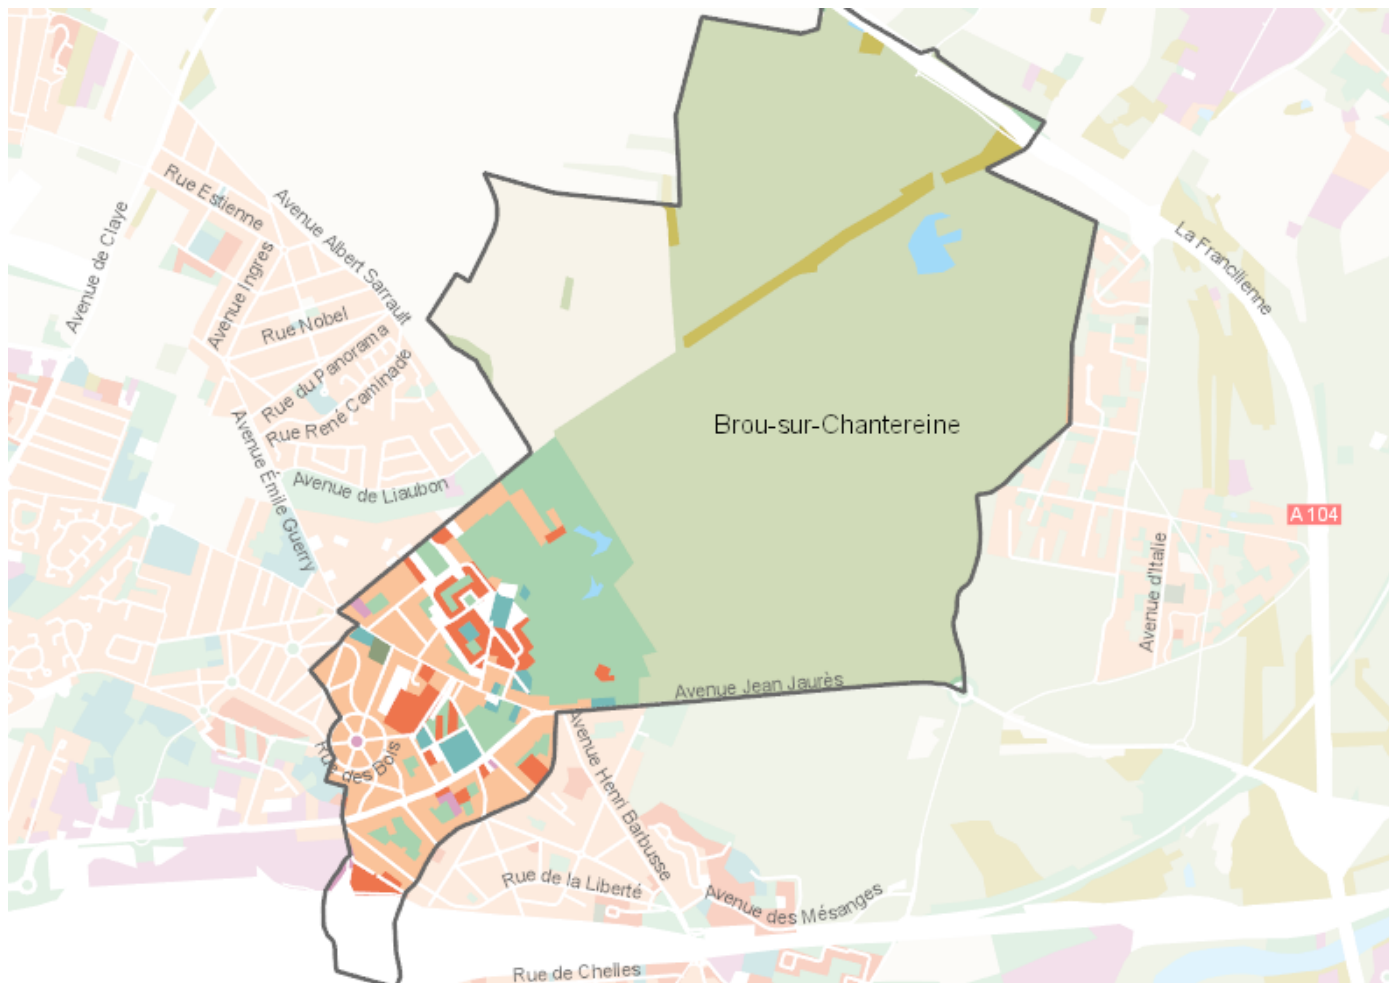 Rue Estienne
Avenue Albert Sarrault
Avenue de Claye
Avenue Ingres
La Francilienne
Rue Nobel
Rue du Panorama
Rue René Caminade
Brou-sur-Chantereine
Avenue Émile Guerry
Avenue de Liaubon
A 104
Avenue d'Italie
Avenue Jean Jaurès
Rue des Bois
Avenue Henri Barbusse
Rue de la Liberté
Avenue des Mésanges
Rue de Chelles